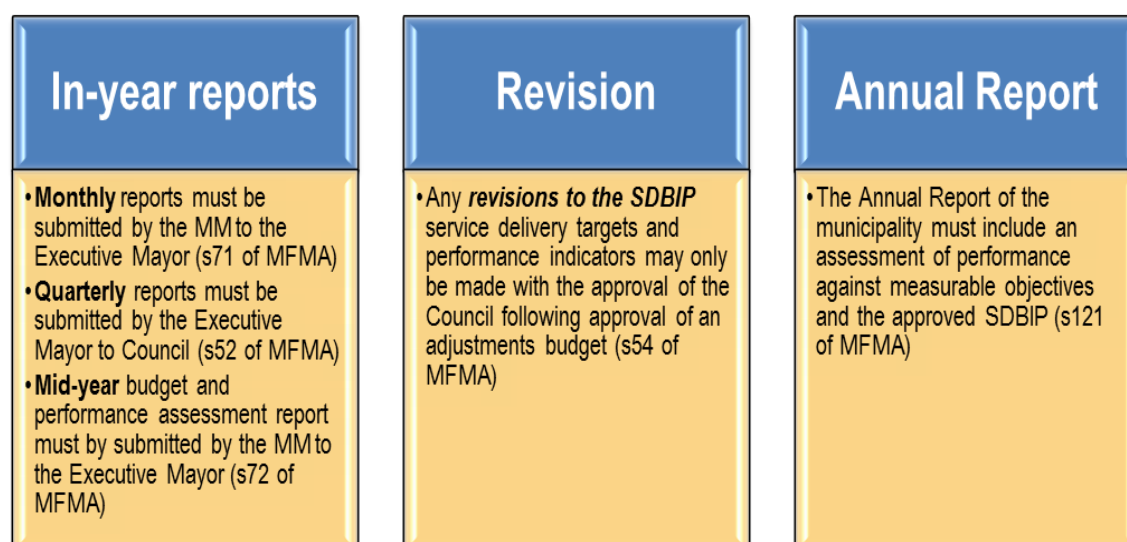 In-year reports
•Monthly reports must be
submitted by the MM to the
Executive Mayor (s71 of MFMA)
•Quarterly reports must be
submitted by the Executive
Mayor to Council (s52 of MFMA)
•Mid-year budget and
performance assessment report
must by submitted by the MM to
the Executive Mayor (s72 of
MFMA)
Revision
•Any revisions to the SDBIP
service delivery targets and
performance indicators may only
be made with the approval of the
Council following approval of an
adjustments budget (s54 of
MFMA)
Annual Report
•The Annual Report of the
municipality must include an
assessment of performance
against measurable objectives
and the approved SDBIP (s121
of MFMA)